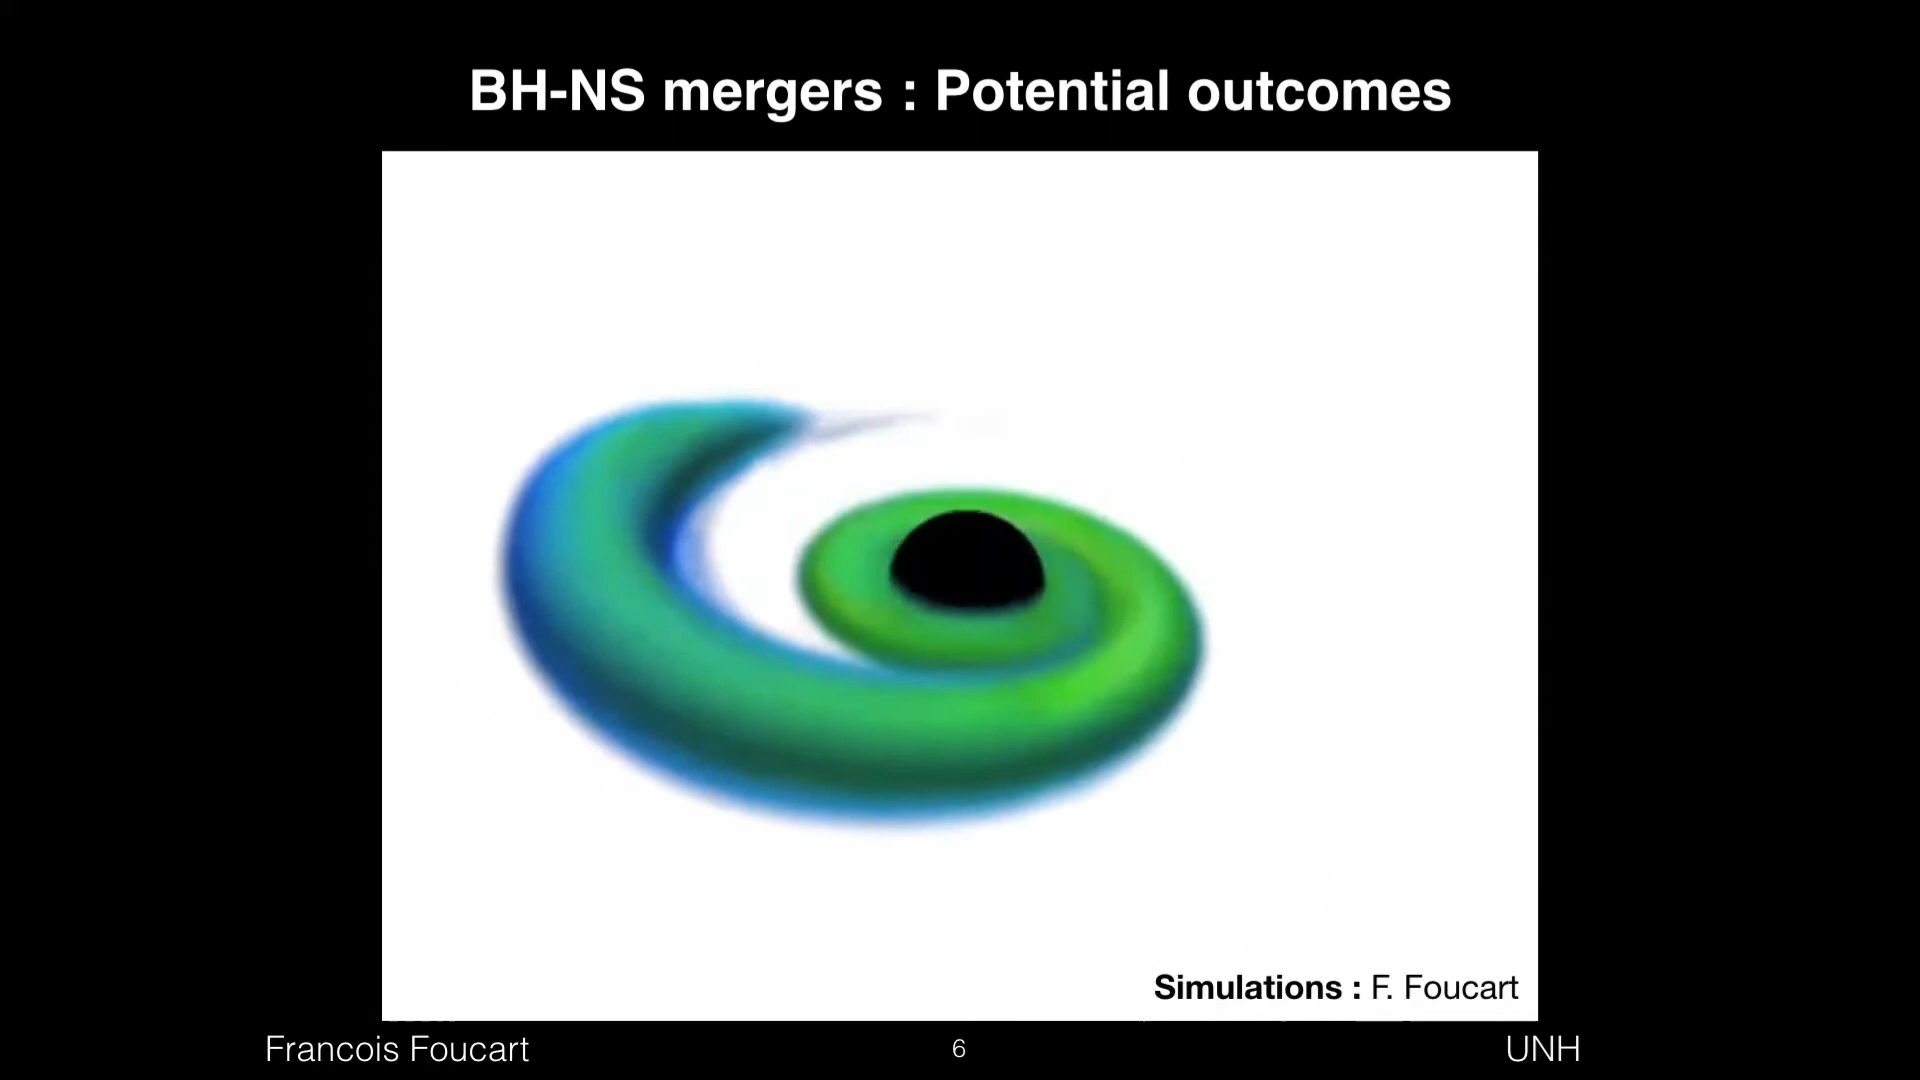 BH-NS mergers : Potential outcomes
Simulations : F. Foucart
Francois Foucart
6
UNH